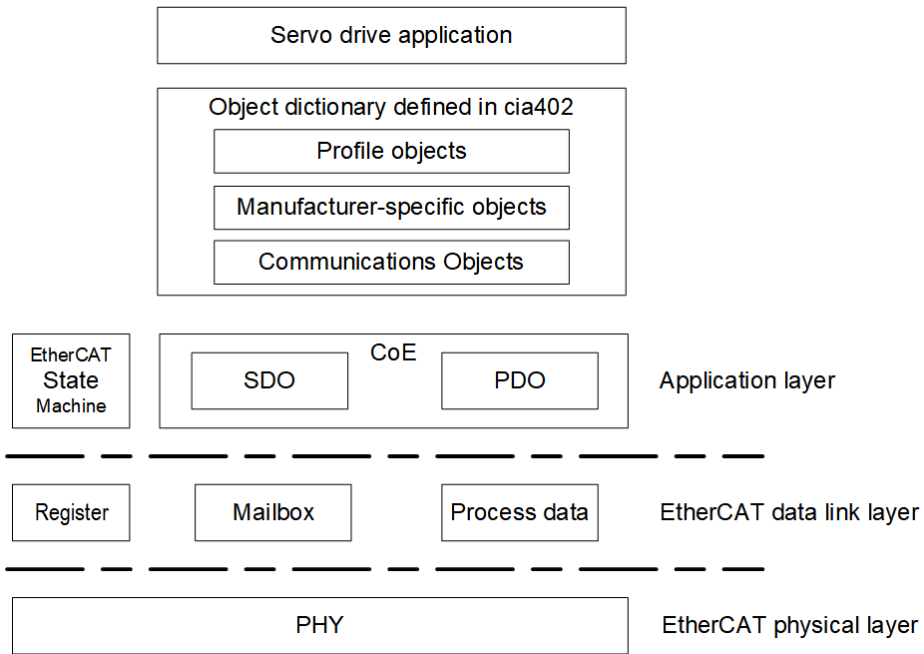 Servo drive application
Object dictionary defined in cia402
Profile objects
Manufacturer-specific objects
Communications Objects
EtherCAT
State
Machine
CoE
SDO
PDO
Application layer
Register
Mailbox
Process data
EtherCAT data link layer
PHY
EtherCAT physical layer